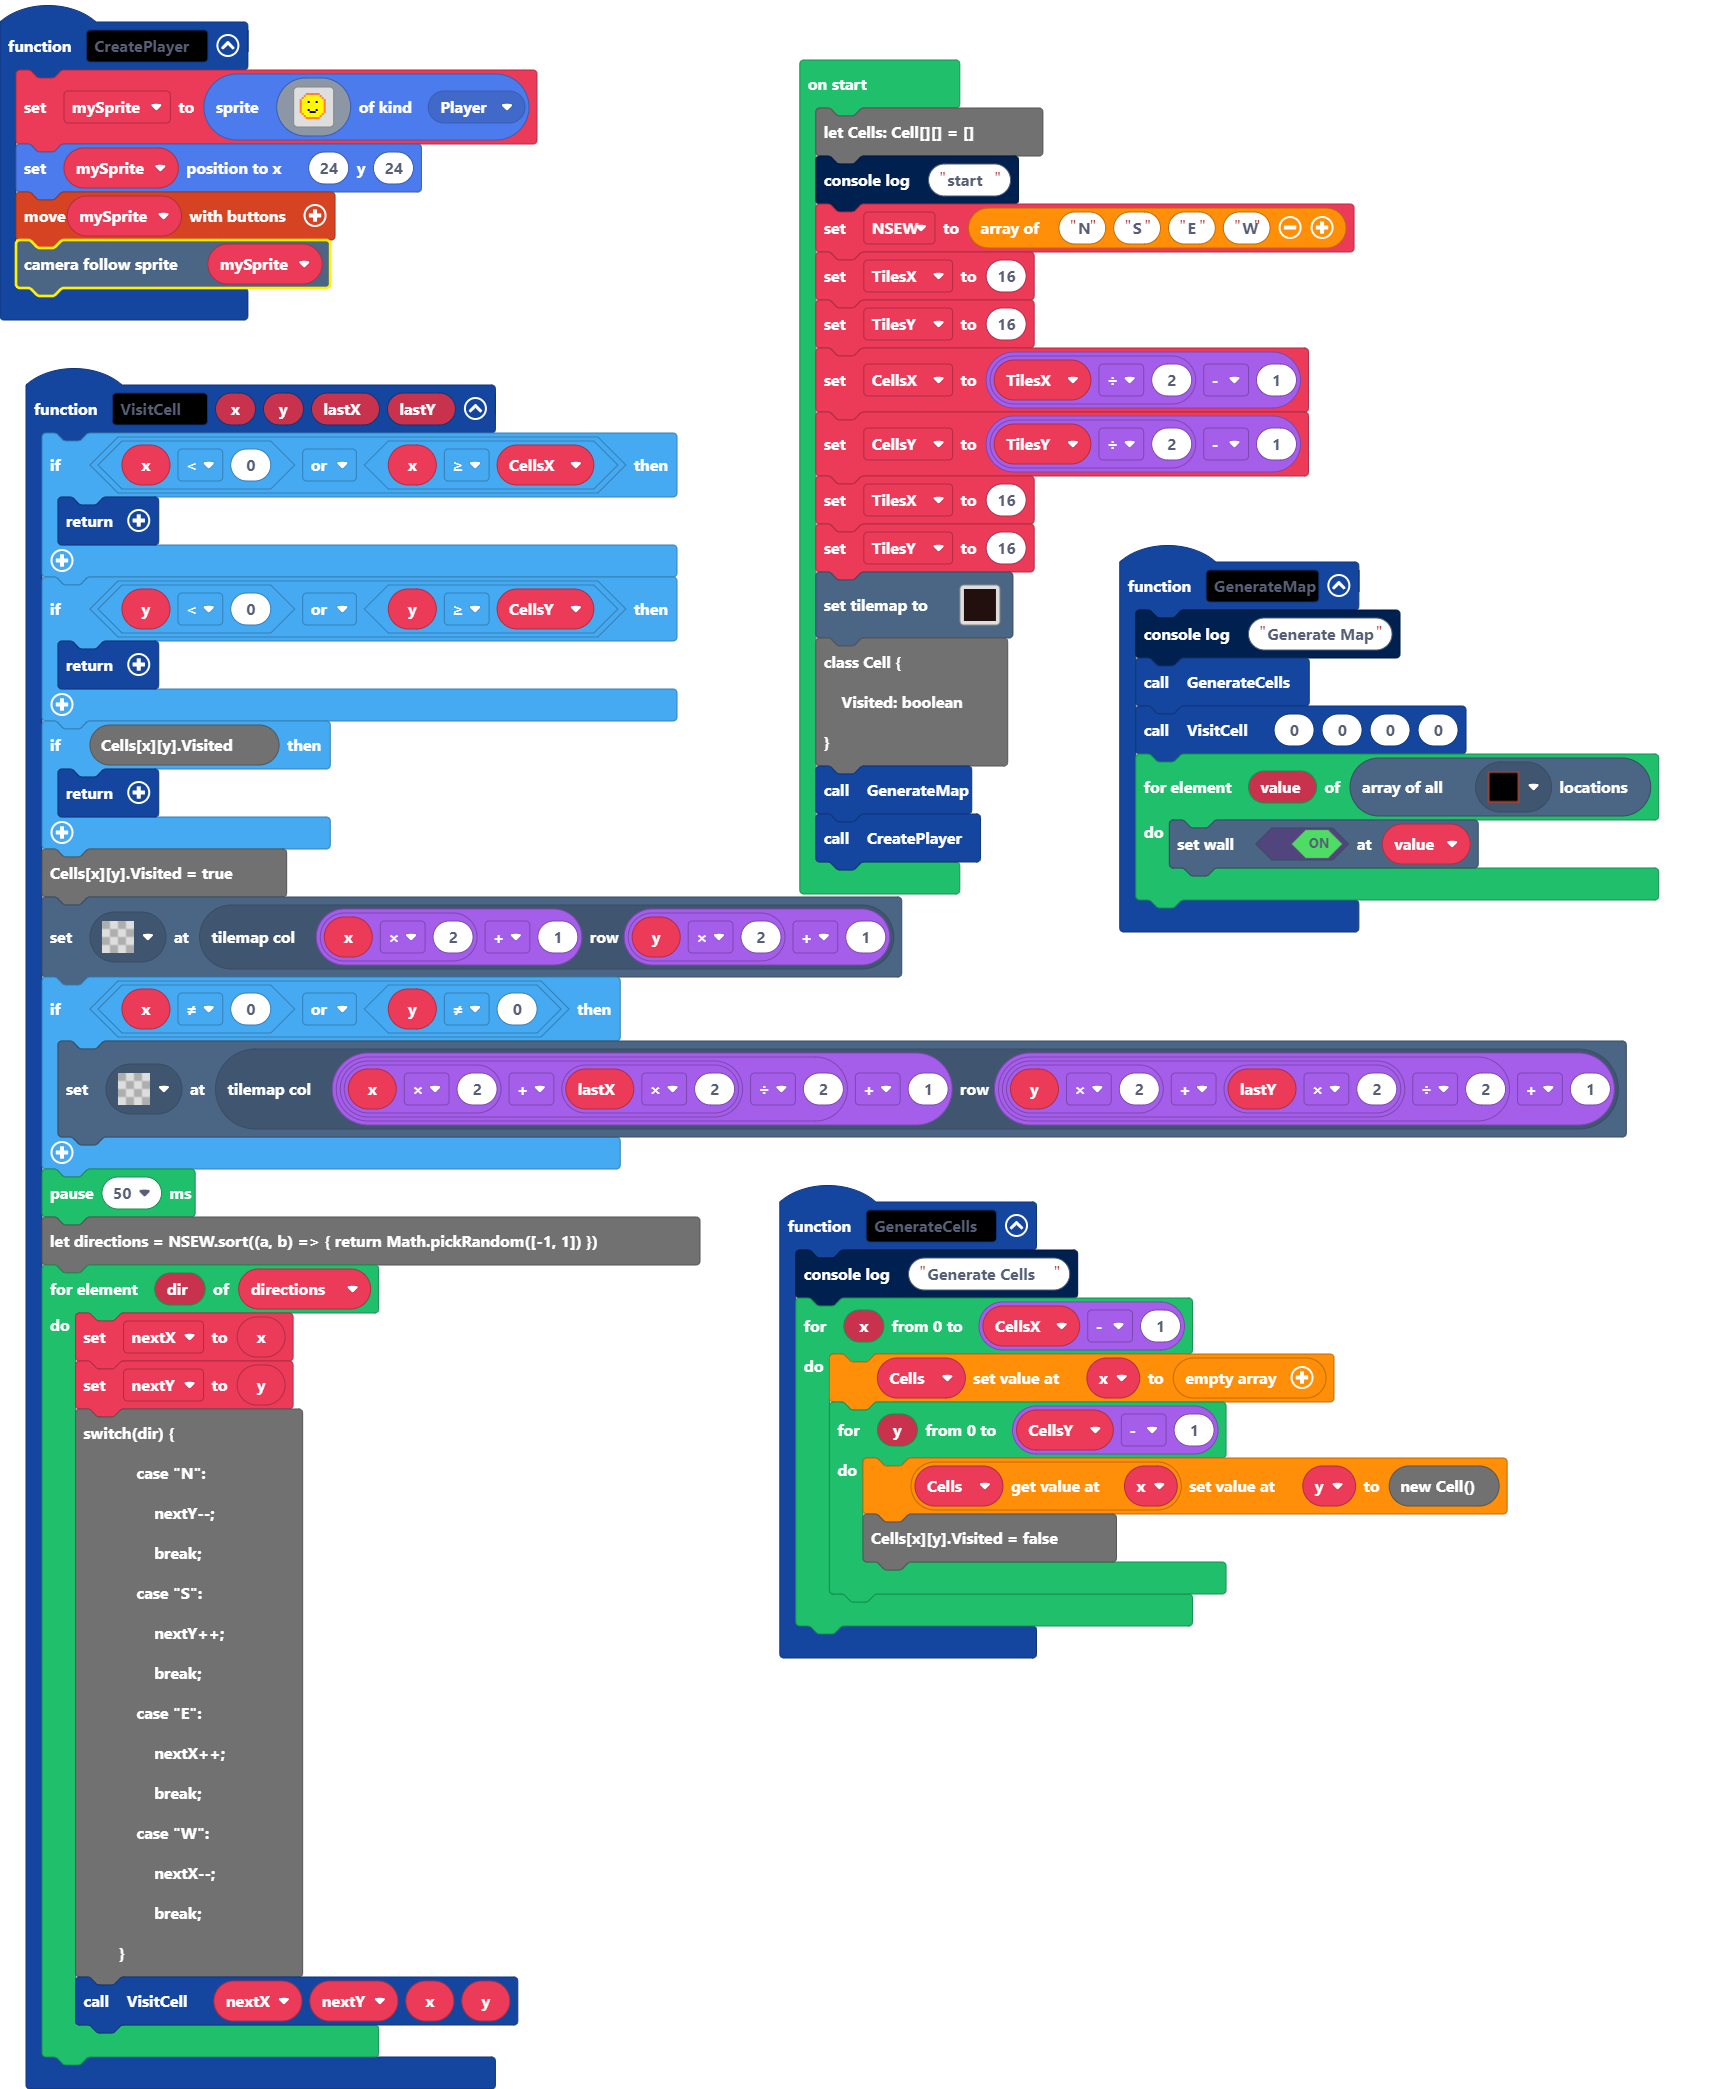 function CreatePlayer
set mySprite to sprite of kind Player
set mySprite position to x 24 y 24
move mySprite with buttons
camera follow sprite mySprite
function VisitCell x y lastX lastY
if x < 0 or x ≥ CellsX then
return
if y < 0 or y ≥ CellsY then
return
if Cells[x][y].Visited then
return
Cells[x][y].Visited = true
set at tilemap col x × 2 + 1 row y × 2 + 1
if x ≠ 0 or y ≠ 0 then
set at tilemap col x × 2 + lastX × 2 ÷ 2 + 1 row y × 2 + lastY × 2 ÷ 2 + 1
pause 50 ms
let directions = NSEW.sort((a, b) => { return Math.pickRandom([-1, 1]) })
for element dir of directions
do
set nextX to x
set nextY to y
switch(dir) {
case "N":
nextY--;
break;
case "S":
nextY++;
break;
case "E":
nextX++;
break;
case "W":
nextX--;
break;
}
call VisitCell nextX nextY x y
on start
let Cells: Cell[][] = []
console log "start "
set NSEW to array of "N" "S" "E" "W"
set TilesX to 16
set TilesY to 16
set CellsX to TilesX ÷ 2 - 1
set CellsY to TilesY ÷ 2 - 1
set TilesX to 16
set TilesY to 16
set tilemap to
class Cell {
Visited: boolean
}
call GenerateMap
call CreatePlayer
function GenerateMap
console log "Generate Map"
call GenerateCells
call VisitCell 0 0 0 0
for element value of array of all locations
do set wall ON at value
function GenerateCells
console log "Generate Cells "
for x from 0 to CellsX - 1
do Cells set value at x to empty array
for y from 0 to CellsY - 1
do Cells get value at x set value at y to new Cell()
Cells[x][y].Visited = false